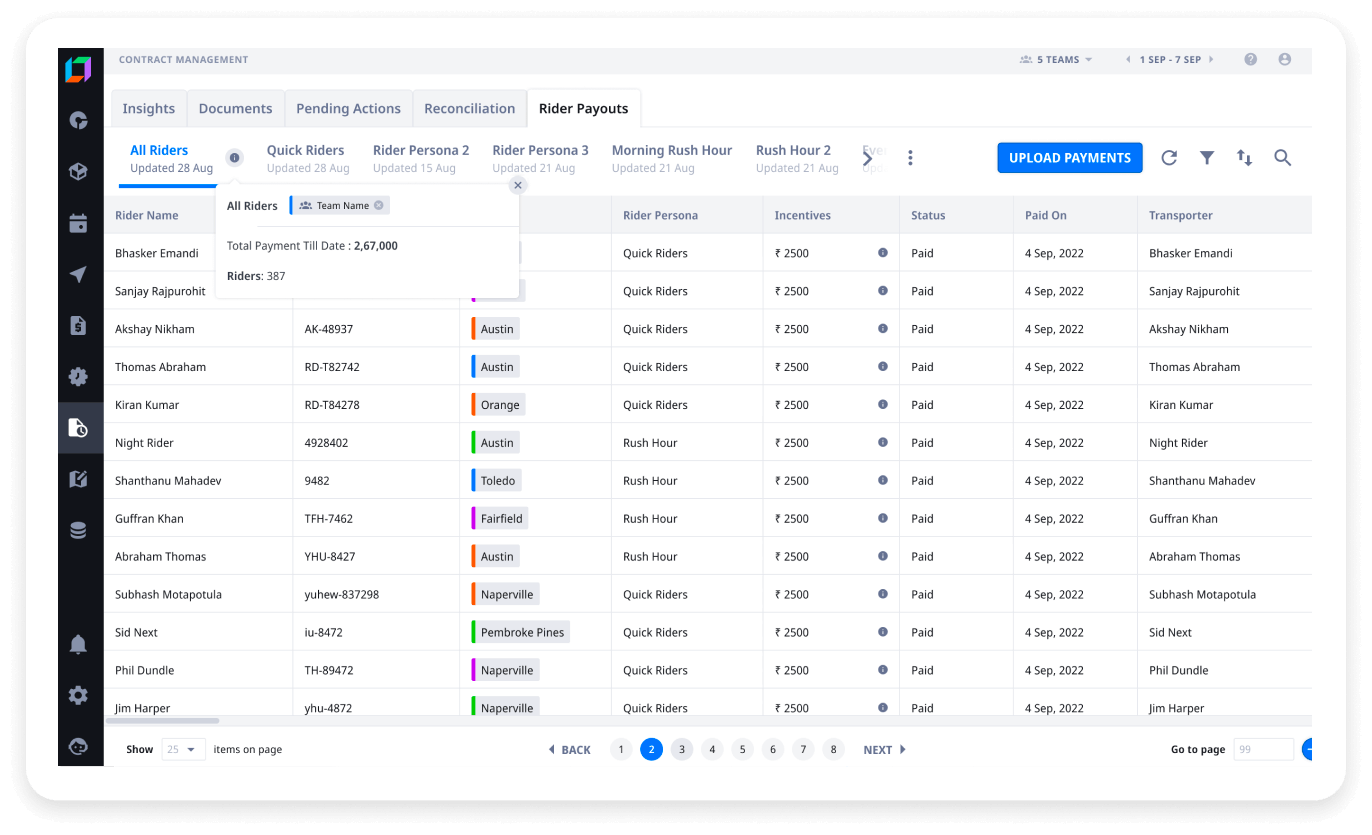 CONTRACT MANAGEMENT 5 TEAMS 1 SEP - 7 SEP
Insights Documents Pending Actions Reconciliation Rider Payouts
All Riders Quick Riders Rider Persona 2 Rider Persona 3 Morning Rush Hour Rush Hour 2
Updated 28 Aug Updated 28 Aug Updated 15 Aug Updated 21 Aug Updated 21 Aug Updated 21 Aug
UPLOAD PAYMENTS
All Riders Team Name
Total Payment Till Date : 2,67,000
Riders: 387
Rider Name Rider Persona Incentives Status Paid On Transporter
Bhasker Emandi Quick Riders ₹ 2500 Paid 4 Sep, 2022 Bhasker Emandi
Sanjay Rajpurohit Quick Riders ₹ 2500 Paid 4 Sep, 2022 Sanjay Rajpurohit
Akshay Nikham AK-48937 Austin Quick Riders ₹ 2500 Paid 4 Sep, 2022 Akshay Nikham
Thomas Abraham RD-T82742 Austin Quick Riders ₹ 2500 Paid 4 Sep, 2022 Thomas Abraham
Kiran Kumar RD-T84278 Orange Quick Riders ₹ 2500 Paid 4 Sep, 2022 Kiran Kumar
Night Rider 4928402 Austin Rush Hour ₹ 2500 Paid 4 Sep, 2022 Night Rider
Shanthanu Mahadev 9482 Toledo Rush Hour ₹ 2500 Paid 4 Sep, 2022 Shanthanu Mahadev
Guffran Khan TFH-7462 Fairfield Rush Hour ₹ 2500 Paid 4 Sep, 2022 Guffran Khan
Abraham Thomas YHU-8427 Austin Rush Hour ₹ 2500 Paid 4 Sep, 2022 Abraham Thomas
Subhash Motapotula yuhew-837298 Naperville Quick Riders ₹ 2500 Paid 4 Sep, 2022 Subhash Motapotula
Sid Next iu-8472 Pembroke Pines Quick Riders ₹ 2500 Paid 4 Sep, 2022 Sid Next
Phil Dundle TH-89472 Naperville Quick Riders ₹ 2500 Paid 4 Sep, 2022 Phil Dundle
Jim Harper yhu-4872 Naperville Quick Riders ₹ 2500 Paid 4 Sep, 2022 Jim Harper
Show 25 items on page BACK 1 2 3 4 5 6 7 8 NEXT Go to page 99